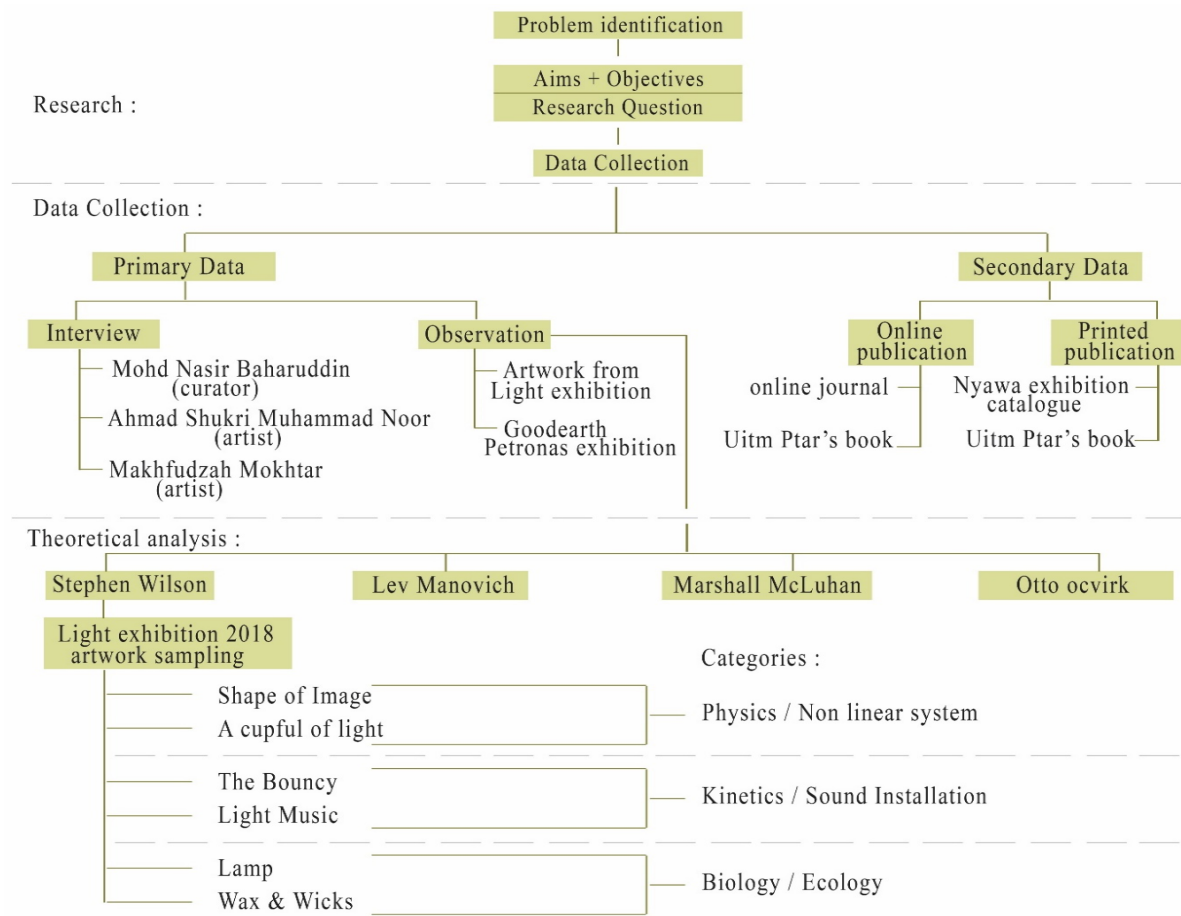 Problem identification
Aims + Objectives
Research :
Research Question
Data Collection
Data Collection :
Primary Data
Secondary Data
Interview
Mohd Nasir Baharuddin
(curator)
Ahmad Shukri Muhammad Noor
(artist)
Makhfudzah Mokhtar
(artist)
Observation
Artwork from
Light exhibition
Goodearth
Petronas exhibition
Online
publication
online journal
Uitm Ptar's book
Printed
publication
Nyawa exhibition
catalogue
Uitm Ptar's book
Theoretical analysis :
Stephen Wilson
Lev Manovich
Marshall McLuhan
Otto ocvirk
Light exhibition 2018
artwork sampling
Categories :
Shape of Image
A cupful of light
Physics / Non linear system
The Bouncy
Light Music
Kinetics / Sound Installation
Lamp
Wax & Wicks
Biology / Ecology